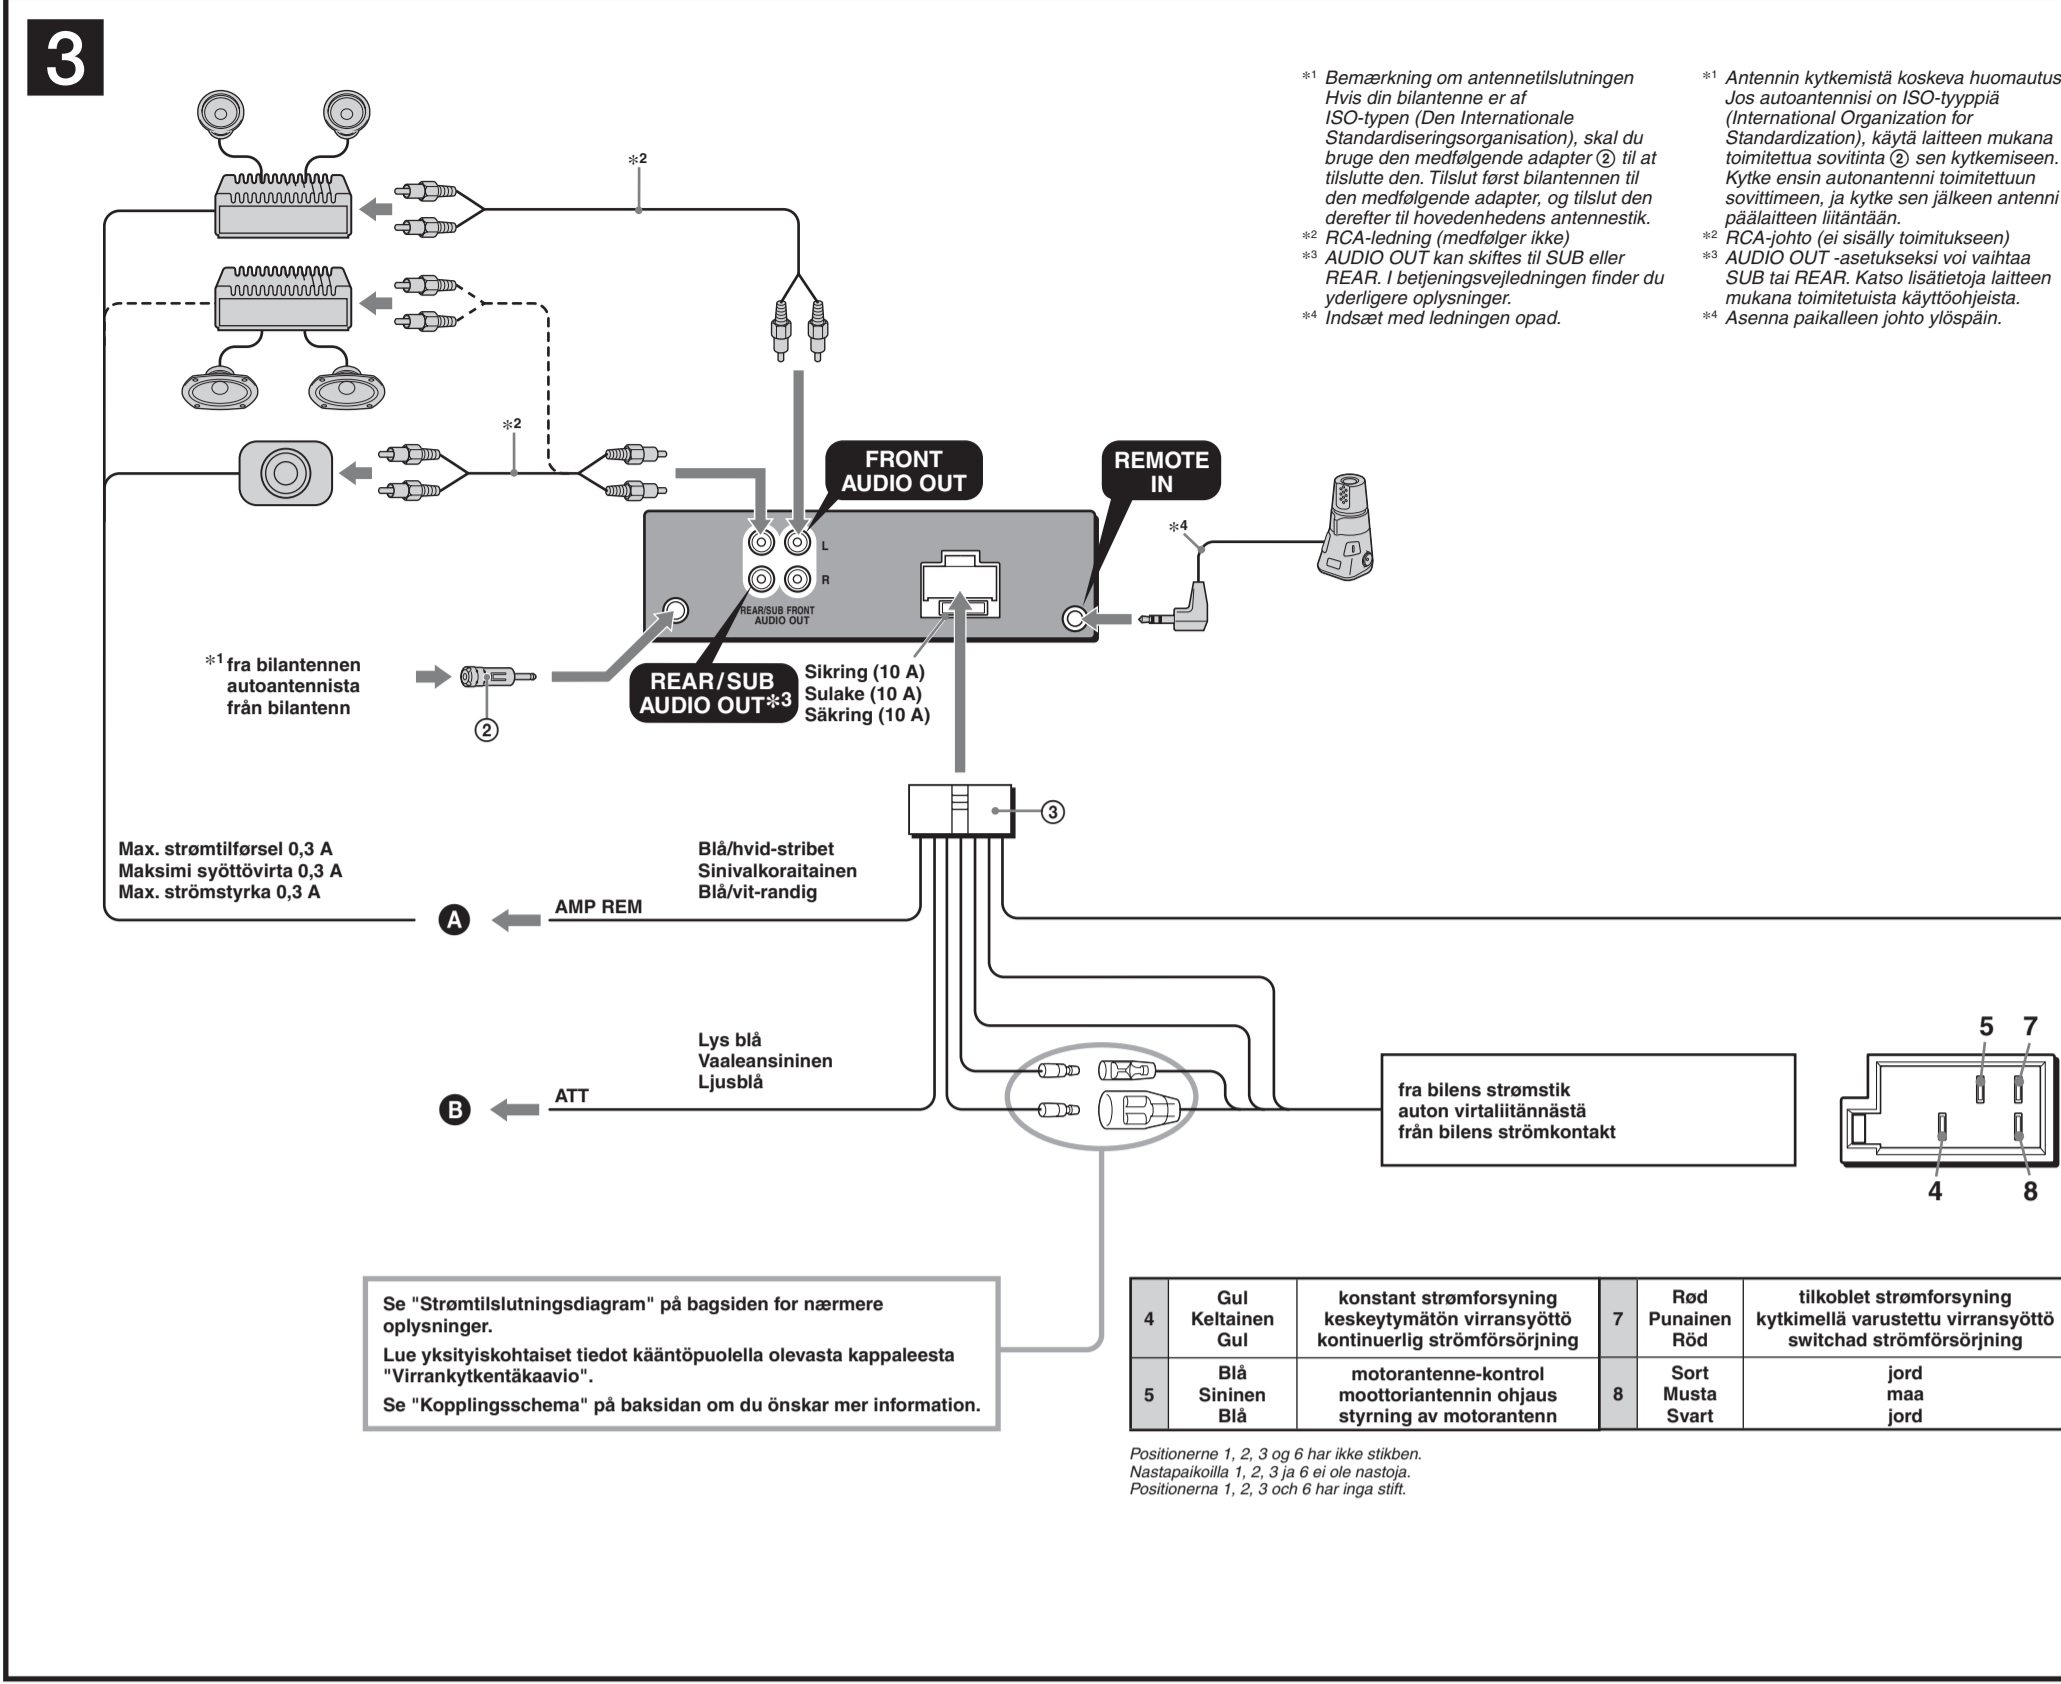 3
*1 Bemærkning om antennetilslutningen
Hvis din bilantenne er af
ISO-typen (Den Internationale
Standardiseringsorganisation), skal du
bruge den medfølgende adapter ② til at
tilslutte den. Tilslut først bilantennen til
den medfølgende adapter, og tilslut den
derefter til hovedenhedens antennestik.
*2 RCA-ledning (medfølger ikke)
*3 AUDIO OUT kan skiftes til SUB eller
REAR. I betjeningsvejledningen finder du
yderligere oplysninger.
*4 Indsæt med ledningen opad.
*1 Antennin kytkemistä koskeva huomautus
Jos autoantennisi on ISO-tyyppiä
(International Organization for
Standardization), käytä laitteen mukana
toimitettua sovitinta ② sen kytkemiseen.
Kytke ensin autonantenni toimitettuun
sovittimeen, ja kytke sen jälkeen antenni
päälaitteen liitäntään.
*2 RCA-johto (ei sisälly toimitukseen)
*3 AUDIO OUT -asetukseksi voi vaihtaa
SUB tai REAR. Katso lisätietoja laitteen
mukana toimitetuista käyttöohjeista.
*4 Asenna paikalleen johto ylöspäin.
*2
*2
FRONT
AUDIO OUT
REMOTE
IN
*4
L
R
REAR/SUB FRONT
AUDIO OUT
*1 fra bilantennen
autoantennista
från bilantenn
②
REAR/SUB
AUDIO OUT*3
Sikring (10 A)
Sulake (10 A)
Säkring (10 A)
③
Max. strømtilførsel 0,3 A
Maksimi syöttövirta 0,3 A
Max. strömstyrka 0,3 A
Blå/hvid-stribet
Sinivalkoraitainen
Blå/vit-randig
A
AMP REM
Lys blå
Vaaleansininen
Ljusblå
B
ATT
fra bilens strømstik
auton virtaliitännästä
från bilens strömkontakt
5 7
4 8
Se "Strømtilslutningsdiagram" på bagsiden for nærmere
oplysninger.
Lue yksityiskohtaiset tiedot kääntöpuolella olevasta kappaleesta
"Virrankytkentäkaavio".
Se "Kopplingsschema" på baksidan om du önskar mer information.
4
Gul
Keltainen
Gul
konstant strømforsyning
keskeytymätön virransyöttö
kontinuerlig strömförsörjning
7
Rød
Punainen
Röd
tilkoblet strømforsyning
kytkimellä varustettu virransyöttö
switchad strömförsörjning
5
Blå
Sininen
Blå
motorantenne-kontrol
moottoriantennin ohjaus
styrning av motorantenn
8
Sort
Musta
Svart
jord
maa
jord
Positionerne 1, 2, 3 og 6 har ikke stikben.
Nastapaikoilla 1, 2, 3 ja 6 ei ole nastoja.
Positionerna 1, 2, 3 och 6 har inga stift.